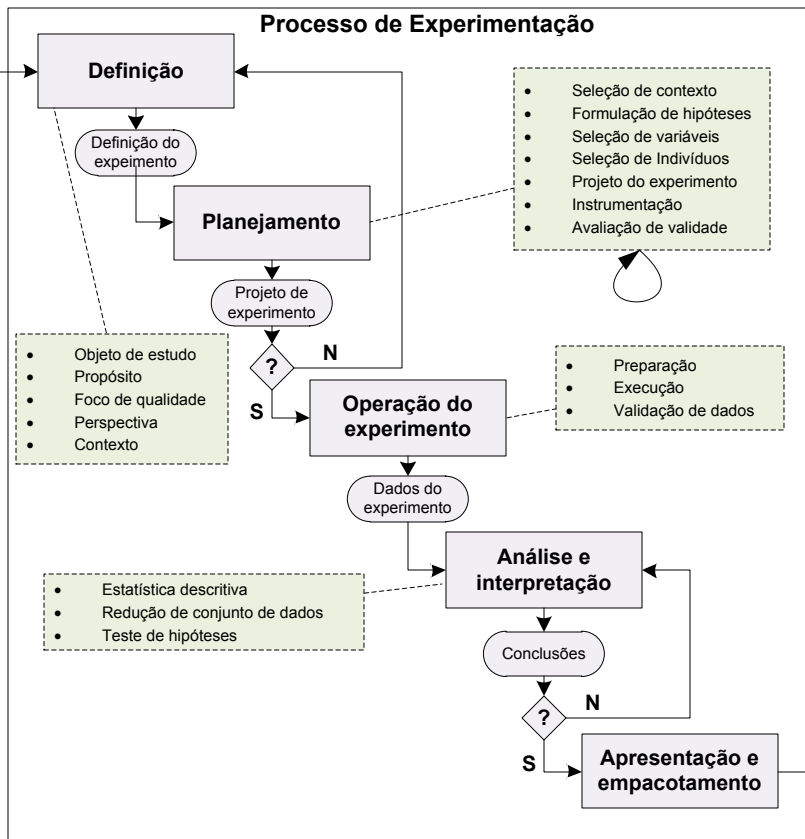 Processo de Experimentação
Definição
Definição do
expeimento
Planejamento
• Seleção de contexto
• Formulação de hipóteses
• Seleção de variáveis
• Seleção de Indivíduos
• Projeto do experimento
• Instrumentação
• Avaliação de validade
Projeto de
experimento
• Objeto de estudo
• Propósito
• Foco de qualidade
• Perspectiva
• Contexto
?
N
S
Operação do
experimento
• Preparação
• Execução
• Validação de dados
Dados do
experimento
Análise e
interpretação
• Estatística descritiva
• Redução de conjunto de dados
• Teste de hipóteses
Conclusões
?
N
S
Apresentação e
empacotamento